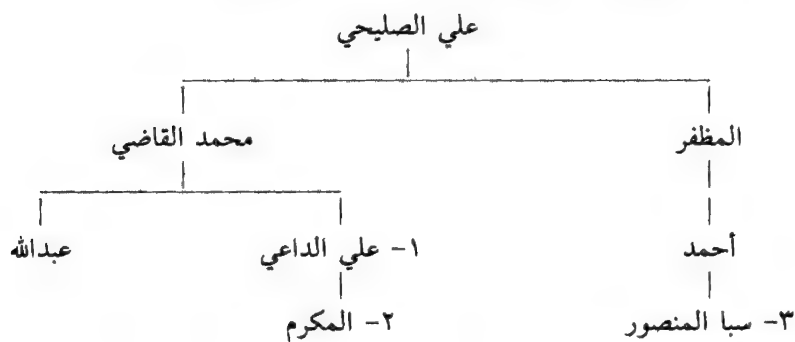 علي الصليحي
المظفر
محمد القاضي
أحمد
١- علي الداعي
عبدالله
٣- سبا المنصور
٢- المكرم